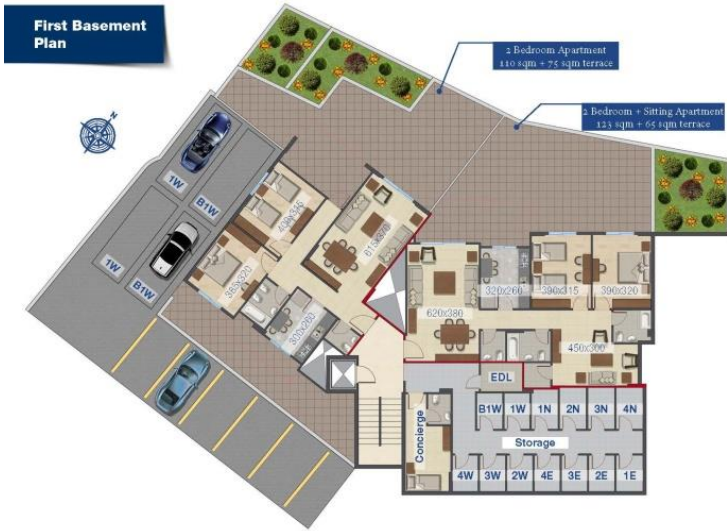 First Basement
Plan
2 Bedroom Apartment
110 sqm + 75 sqm terrace
2 Bedroom + Sitting Apartment
123 sqm + 65 sqm terrace
N
1W
B1W
1W
B1W
385x320
300x260
620x380
320x260
390x315
390x320
450x300
EDL
B1W
1W
1N
2N
3N
4N
Concierge
Storage
4W
3W
2W
4E
3E
2E
1E